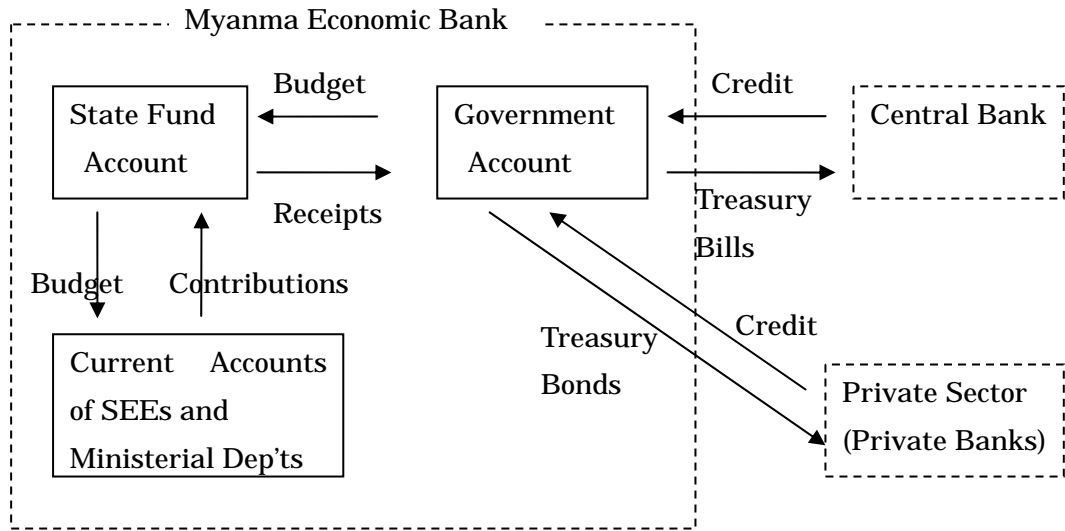 Myanma Economic Bank
Budget
Credit
State Fund
Account
Government
Account
Central Bank
Receipts
Treasury
Bills
Budget
Contributions
Treasury
Bonds
Credit
Current Accounts
of SEEs and
Ministerial Dep'ts
Private Sector
(Private Banks)